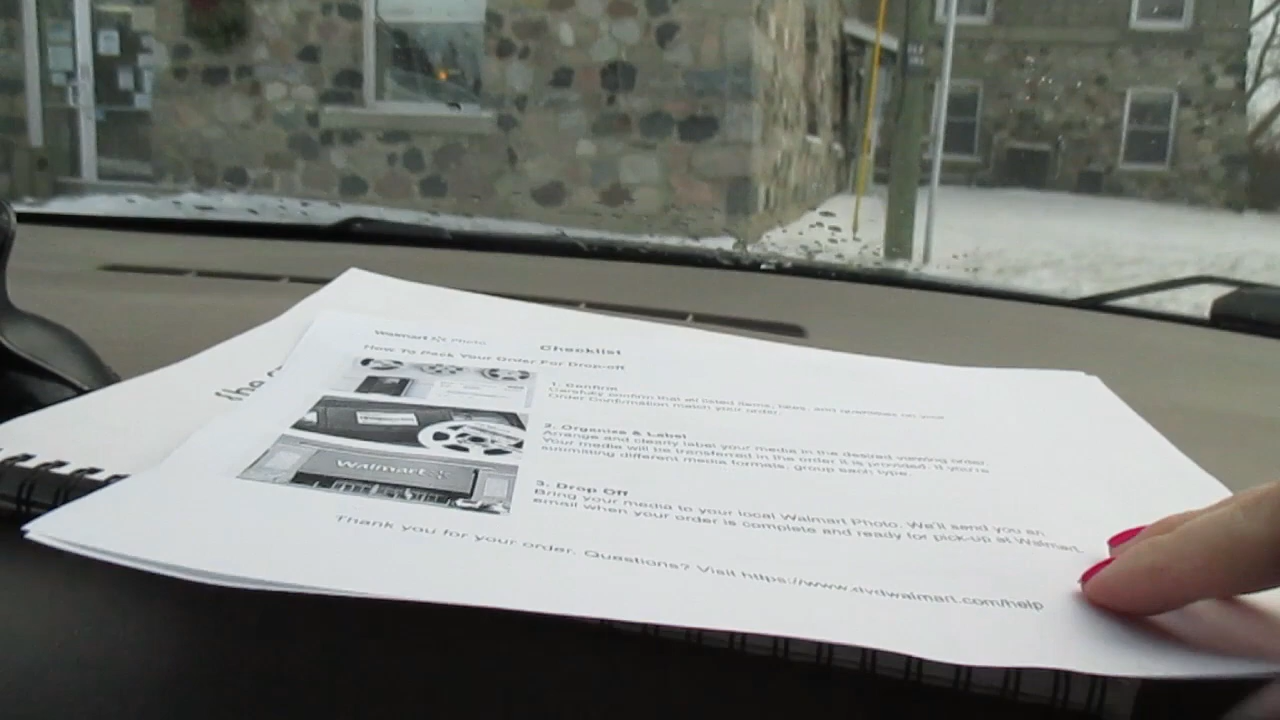 Walmart Photo
How To Pack Your Order For Drop-off
Checklist
1. Confirm
Carefully confirm that all listed items, titles, and quantities on your
Order Confirmation match your order.
2. Organize & Label
Arrange and clearly label your media in the desired viewing order.
Your media will be transferred in the order it is provided. If you're
submitting different media formats, group each type.
3. Drop Off
Bring your media to your local Walmart Photo. We'll send you an
email when your order is complete and ready for pick-up at Walmart.
Walmart
Thank you for your order. Questions? Visit https://www.dvdwalmart.com/help
the